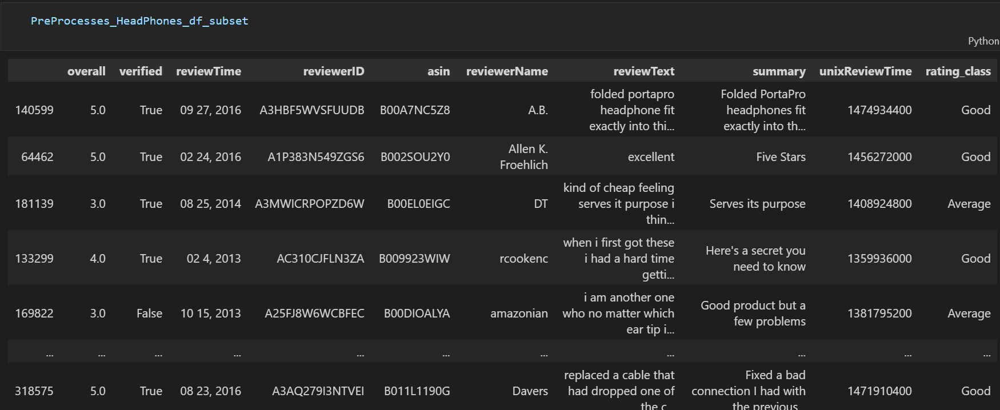 PreProcesses_HeadPhones_df_subset
Python
overall verified reviewTime reviewerID asin reviewerName reviewText summary unixReviewTime rating_class
140599 5.0 True 09 27, 2016 A3HBF5WVSFUUDB B00A7NC5Z8 A.B. folded portapro headphone fit exactly into thi... Folded PortaPro headphones fit exactly into th... 1474934400 Good
64462 5.0 True 02 24, 2016 A1P383N549ZGS6 B002SOU2Y0 Allen K. Froehlich excellent Five Stars 1456272000 Good
181139 3.0 True 08 25, 2014 A3MWICRPOPZD6W B00EL0EIGC DT kind of cheap feeling serves it purpose i thin... Serves its purpose 1408924800 Average
133299 4.0 True 02 4, 2013 AC310CJFLN3ZA B009923WIW rcookenc when i first got these i had a hard time getti... Here's a secret you need to know 1359936000 Good
169822 3.0 False 10 15, 2013 A25FJ8W6WCBFEC B00DIOALYA amazonian i am another one who no matter which ear tip i... Good product but a few problems 1381795200 Average
... ... ... ... ... ... ... ... ... ... ...
318575 5.0 True 08 23, 2016 A3AQ279I3NTVEI B011L1190G Davers replaced a cable that had dropped one of the c... Fixed a bad connection I had with the previous... 1471910400 Good